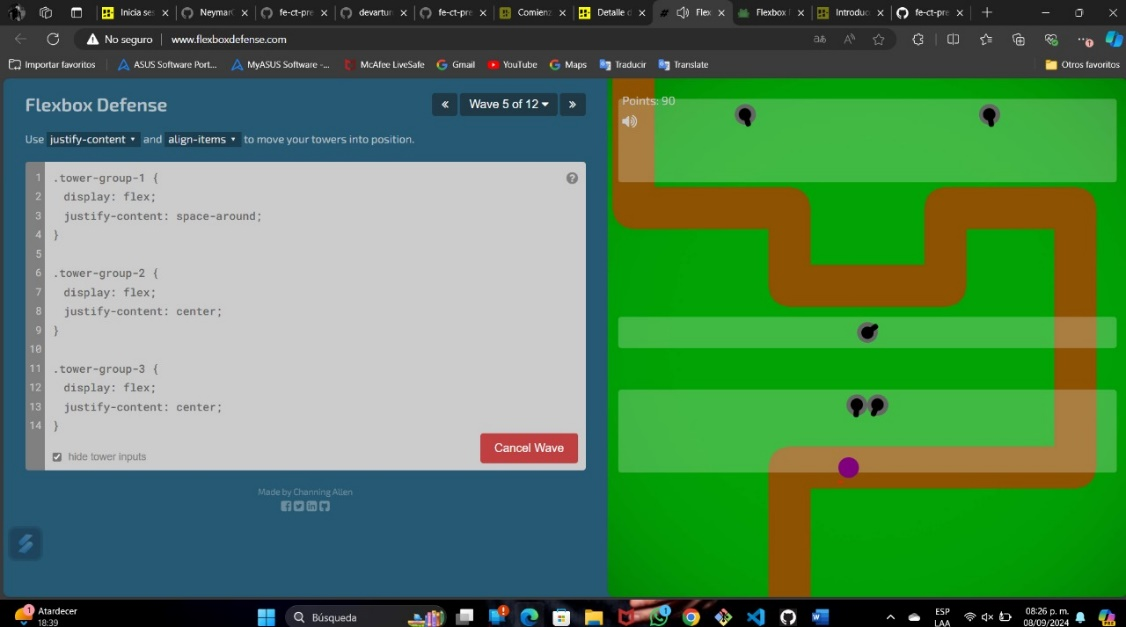 Inicia se
Neymar
fe-ct-pre
devartur
fe-ct-pre
Comienz
Detalle d
Flex
Flexbox
Introduc
fe-ct-pre
No seguro
www.flexboxdefense.com
Importar favoritos
ASUS Software Port...
MyASUS Software -...
McAfee LiveSafe
Gmail
YouTube
Maps
Traducir
Translate
Otros favoritos
Flexbox Defense
« Wave 5 of 12 »
Use justify-content and align-items to move your towers into position.
1 .tower-group-1 {
2 display: flex;
3 justify-content: space-around;
4 }
5
6 .tower-group-2 {
7 display: flex;
8 justify-content: center;
9 }
10
11 .tower-group-3 {
12 display: flex;
13 justify-content: center;
14 }
?
hide tower inputs
Cancel Wave
Made by Channing Allen
Points: 90
1
Atardecer
18:39
Búsqueda
1
ESP
LAA
08:26 p. m.
08/09/2024